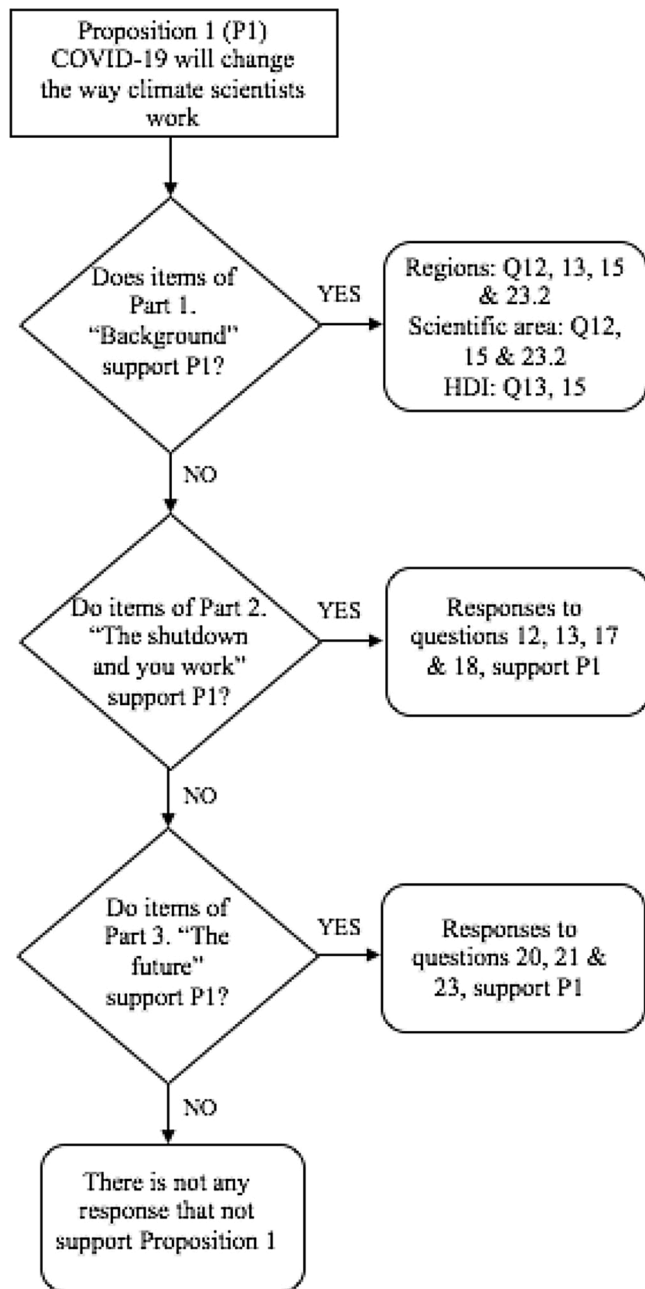 Proposition 1 (P1)
COVID-19 will change
the way climate scientists
work
Does items of
Part 1.
“Background”
support P1?
YES
Regions: Q12, 13, 15
& 23.2
Scientific area: Q12,
15 & 23.2
HDI: Q13, 15
NO
Do items of Part 2.
“The shutdown
and you work”
support P1?
YES
Responses to
questions 12, 13, 17
& 18, support P1
NO
Do items of
Part 3. “The
future”
support P1?
YES
Responses to
questions 20, 21 &
23, support P1
NO
There is not any
response that not
support Proposition 1